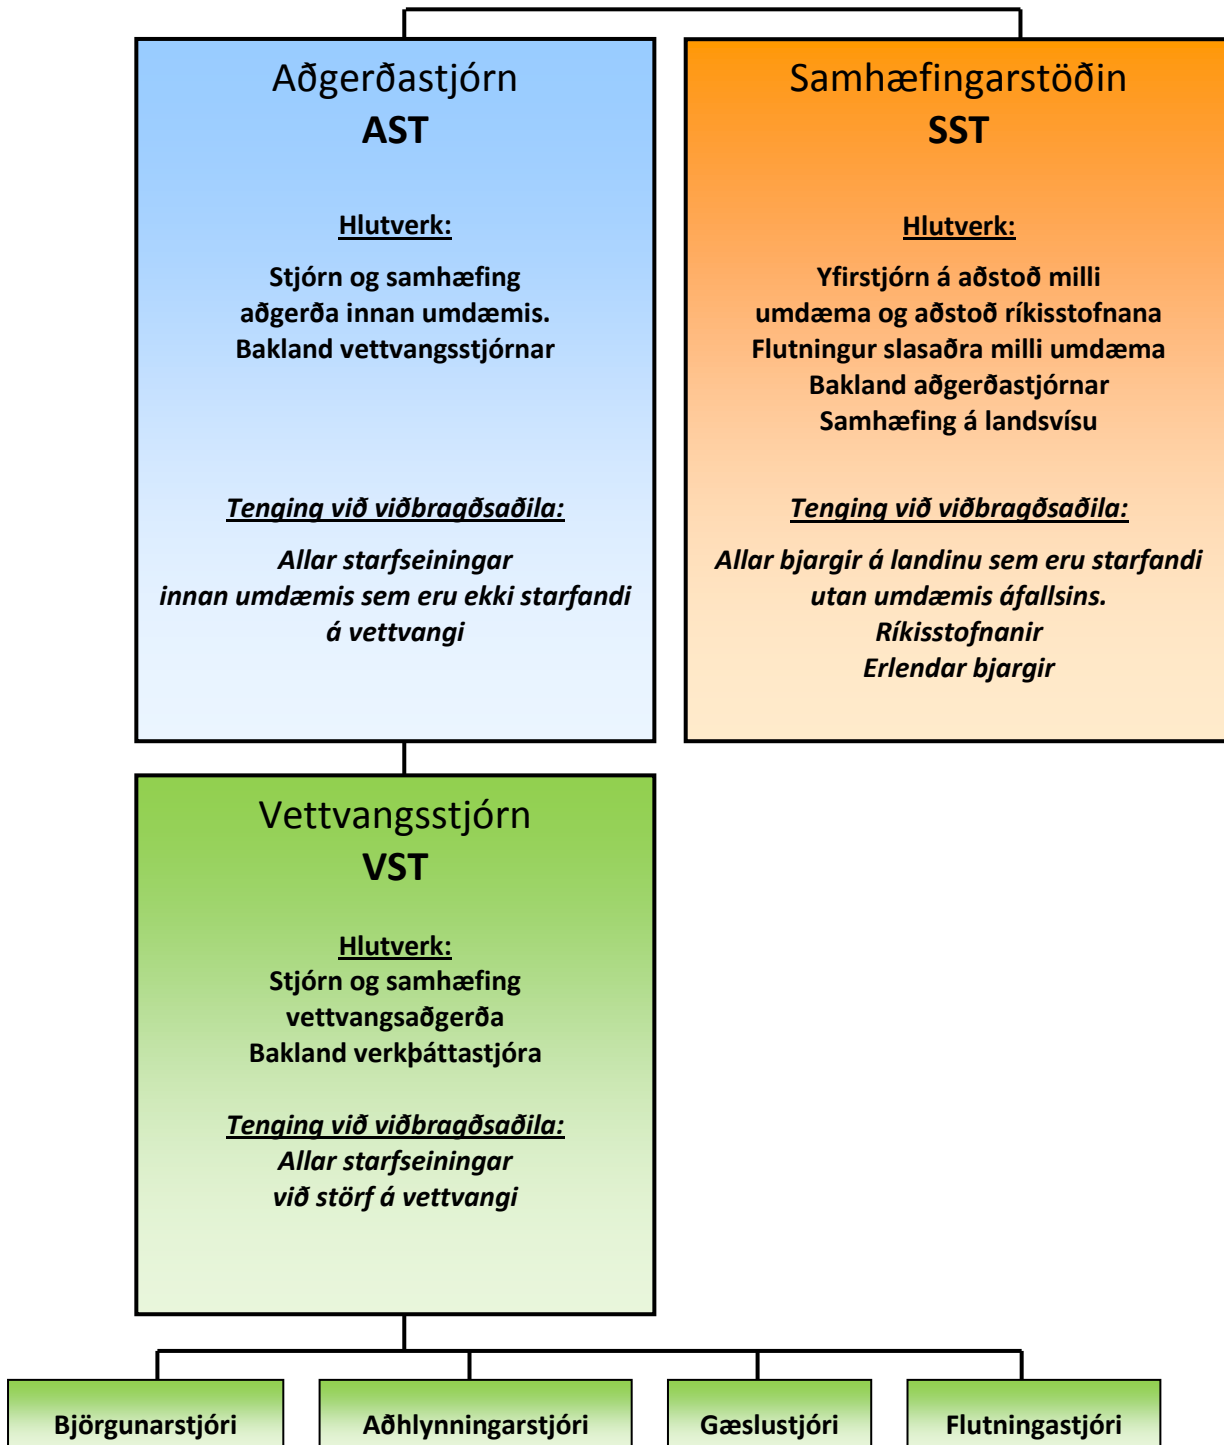 Aðgerðastjórn
AST
Hlutverk:
Stjórn og samhæfing
aðgerða innan umdæmis.
Bakland vettvangsstjórnar
Tenging við viðbragðsaðila:
Allar starfseiningar
innan umdæmis sem eru ekki starfandi
á vettvangi
Samhæfingarstöðin
SST
Hlutverk:
Yfirstjórn á aðstoð milli
umdæma og aðstoð ríkisstofnana
Flutningur slasaðra milli umdæma
Bakland aðgerðastjórnar
Samhæfing á landsvísu
Tenging við viðbragðsaðila:
Allar bjargir á landinu sem eru starfandi
utan umdæmis áfallsins.
Ríkisstofnanir
Erlendar bjargir
Vettvangsstjórn
VST
Hlutverk:
Stjórn og samhæfing
vettvangsaðgerða
Bakland verkþáttastjóra
Tenging við viðbragðsaðila:
Allar starfseiningar
við störf á vettvangi
Björgunarstjóri
Aðhlynningarstjóri
Gæslustjóri
Flutningastjóri